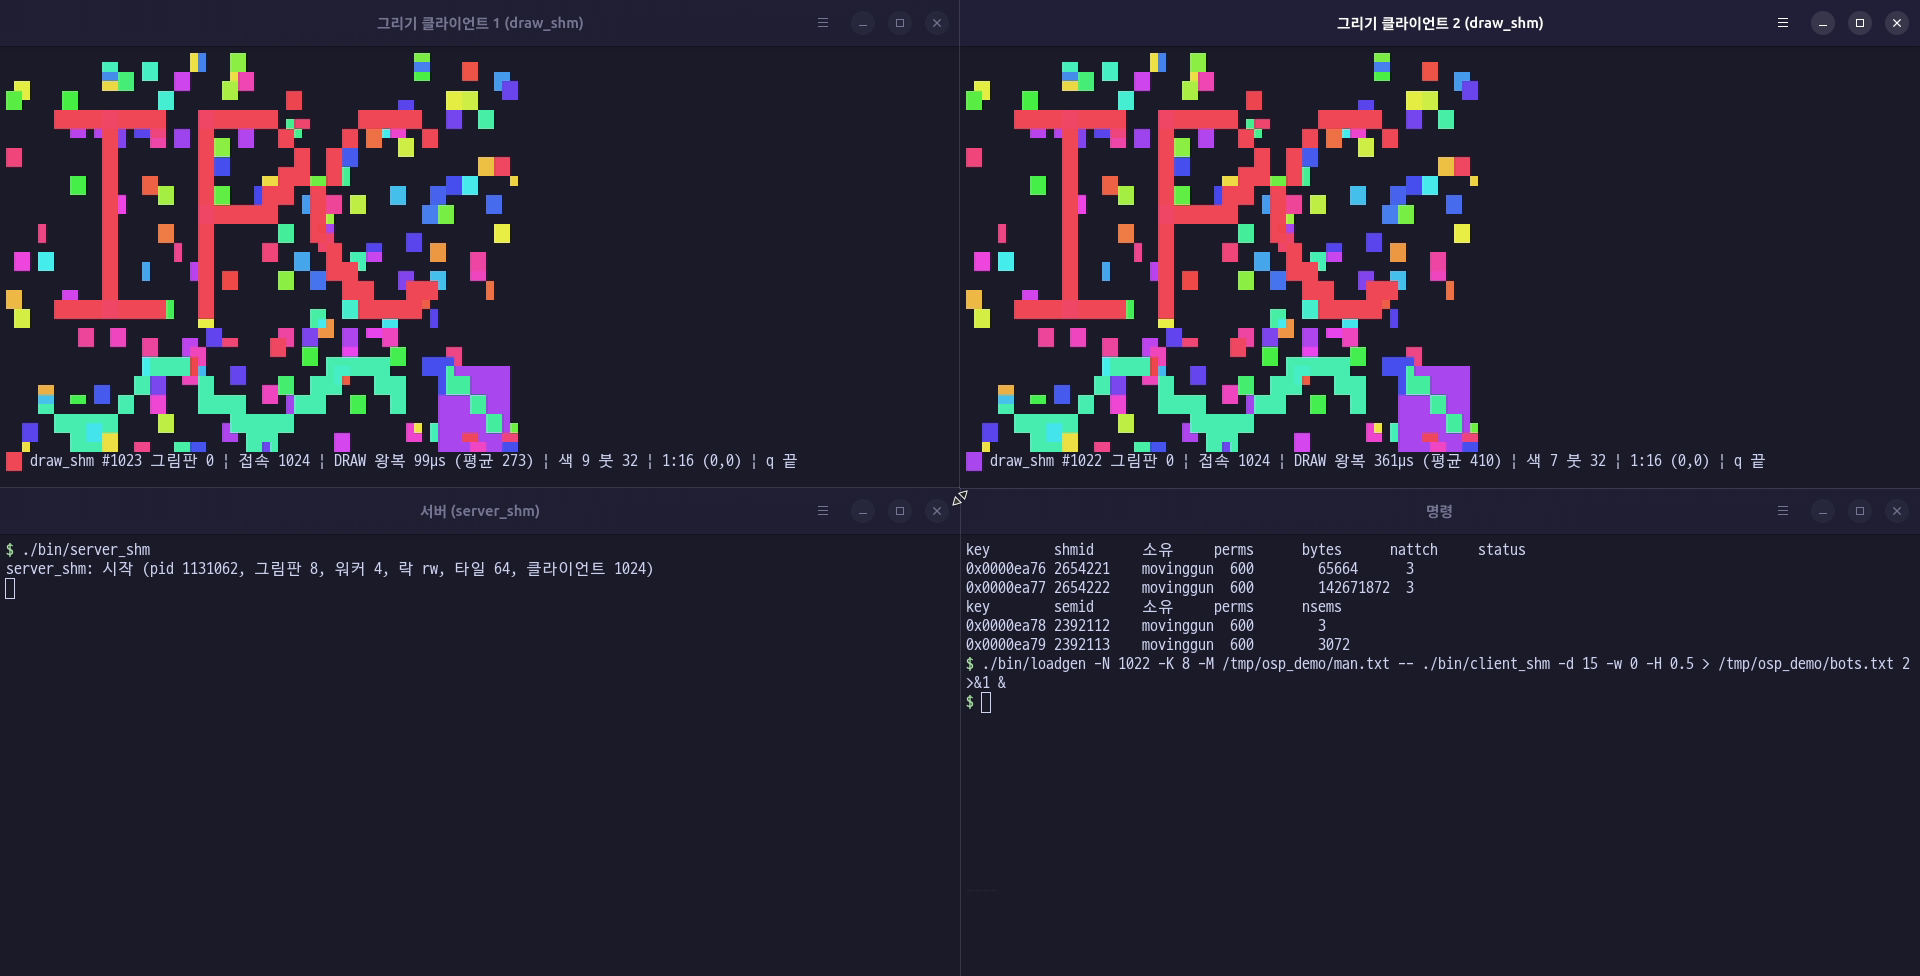 그리기 클라이언트 1 (draw_shm)
draw_shm #1023 그림판 0 ¦ 접속 1024 ¦ DRAW 왕복 99µs (평균 273) ¦ 색 9 붓 32 ¦ 1:16 (0,0) ¦ q 끝
그리기 클라이언트 2 (draw_shm)
draw_shm #1022 그림판 0 ¦ 접속 1024 ¦ DRAW 왕복 361µs (평균 410) ¦ 색 7 붓 32 ¦ 1:16 (0,0) ¦ q 끝
서버 (server_shm)
$ ./bin/server_shm
server_shm: 시작 (pid 1131062, 그림판 8, 워커 4, 락 rw, 타일 64, 클라이언트 1024)
명령
key shmid 소유 perms bytes nattch status
0x0000ea76 2654221 movinggun 600 65664 3
0x0000ea77 2654222 movinggun 600 142671872 3
key semid 소유 perms nsems
0x0000ea78 2392112 movinggun 600 3
0x0000ea79 2392113 movinggun 600 3072
$ ./bin/loadgen -N 1022 -K 8 -M /tmp/osp_demo/man.txt -- ./bin/client_shm -d 15 -w 0 -H 0.5 > /tmp/osp_demo/bots.txt 2
>&1 &
$